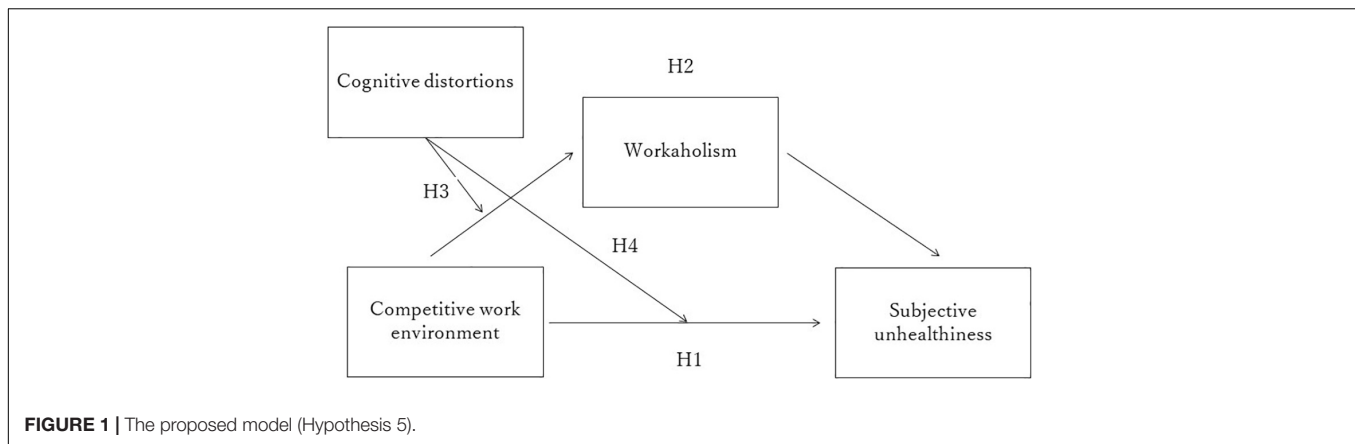 Cognitive distortions
H2
Workaholism
H3
H4
Competitive work
environment
Subjective
unhealthiness
H1
FIGURE 1 | The proposed model (Hypothesis 5).